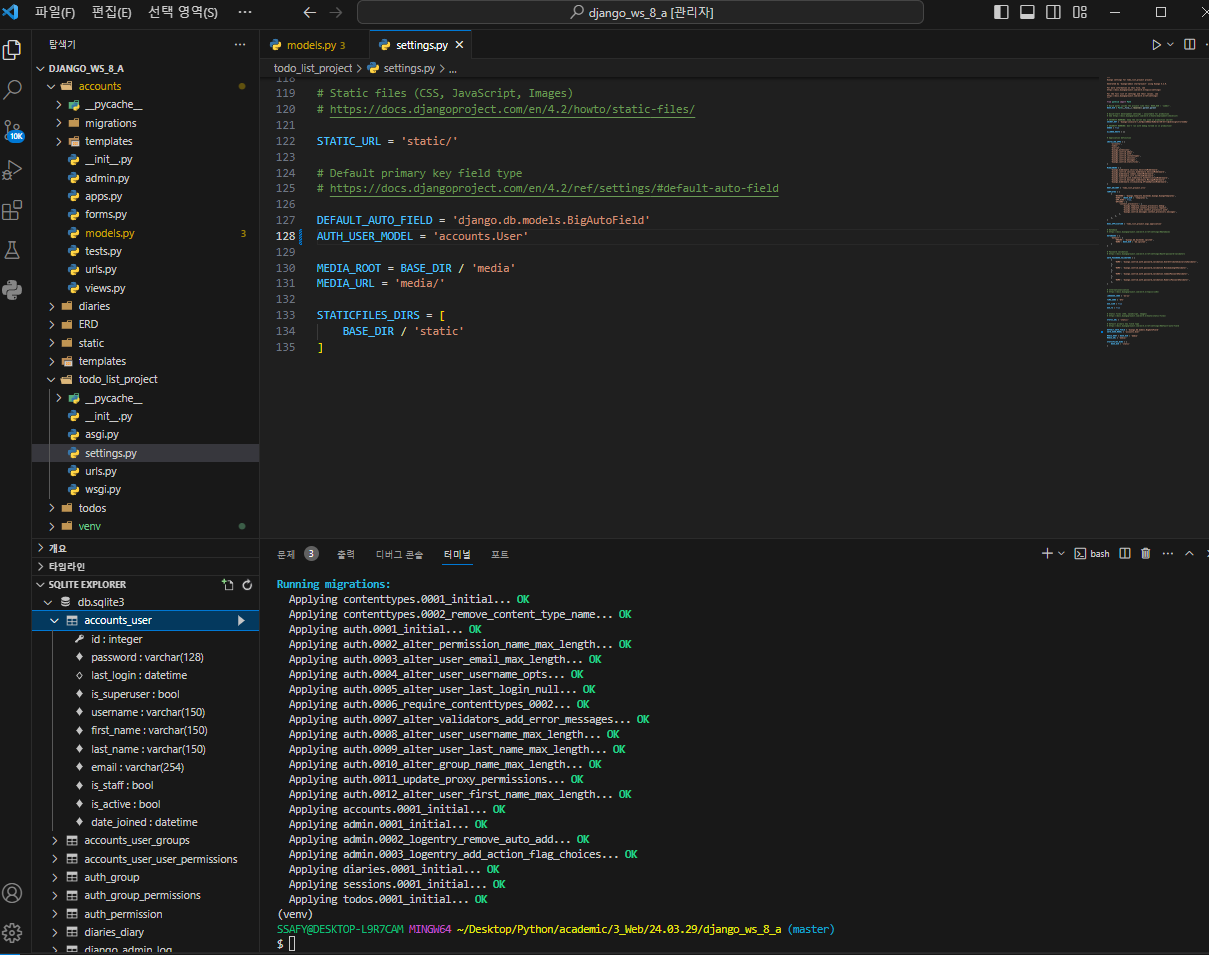 파일(F) 편집(E) 선택 영역(S) ··· django_ws_8_a [관리자]
탐색기 ···
DJANGO_WS_8_A
accounts
__pycache__
migrations
templates
__init__.py
admin.py
apps.py
forms.py
models.py 3
tests.py
urls.py
views.py
diaries
ERD
static
templates
todo_list_project
__pycache__
__init__.py
asgi.py
settings.py
urls.py
wsgi.py
todos
venv
개요
타임라인
SQLITE EXPLORER
db.sqlite3
accounts_user
id : integer
password : varchar(128)
last_login : datetime
is_superuser : bool
username : varchar(150)
first_name : varchar(150)
last_name : varchar(150)
email : varchar(254)
is_staff : bool
is_active : bool
date_joined : datetime
accounts_user_groups
accounts_user_user_permissions
auth_group
auth_group_permissions
auth_permission
diaries_diary
django_admin_log
10K
models.py 3 settings.py
todo_list_project > settings.py > ...
118
119 # Static files (CSS, JavaScript, Images)
120 # https://docs.djangoproject.com/en/4.2/howto/static-files/
121
122 STATIC_URL = 'static/'
123
124 # Default primary key field type
125 # https://docs.djangoproject.com/en/4.2/ref/settings/#default-auto-field
126
127 DEFAULT_AUTO_FIELD = 'django.db.models.BigAutoField'
128 AUTH_USER_MODEL = 'accounts.User'
129
130 MEDIA_ROOT = BASE_DIR / 'media'
131 MEDIA_URL = 'media/'
132
133 STATICFILES_DIRS = [
134 BASE_DIR / 'static'
135 ]
문제 3 출력 디버그 콘솔 터미널 포트 bash
Running migrations:
Applying contenttypes.0001_initial... OK
Applying contenttypes.0002_remove_content_type_name... OK
Applying auth.0001_initial... OK
Applying auth.0002_alter_permission_name_max_length... OK
Applying auth.0003_alter_user_email_max_length... OK
Applying auth.0004_alter_user_username_opts... OK
Applying auth.0005_alter_user_last_login_null... OK
Applying auth.0006_require_contenttypes_0002... OK
Applying auth.0007_alter_validators_add_error_messages... OK
Applying auth.0008_alter_user_username_max_length... OK
Applying auth.0009_alter_user_last_name_max_length... OK
Applying auth.0010_alter_group_name_max_length... OK
Applying auth.0011_update_proxy_permissions... OK
Applying auth.0012_alter_user_first_name_max_length... OK
Applying accounts.0001_initial... OK
Applying admin.0001_initial... OK
Applying admin.0002_logentry_remove_auto_add... OK
Applying admin.0003_logentry_add_action_flag_choices... OK
Applying diaries.0001_initial... OK
Applying sessions.0001_initial... OK
Applying todos.0001_initial... OK
(venv)
SSAFY@DESKTOP-L9R7CAM MINGW64 ~/Desktop/Python/academic/3_Web/24.03.29/django_ws_8_a (master)
$